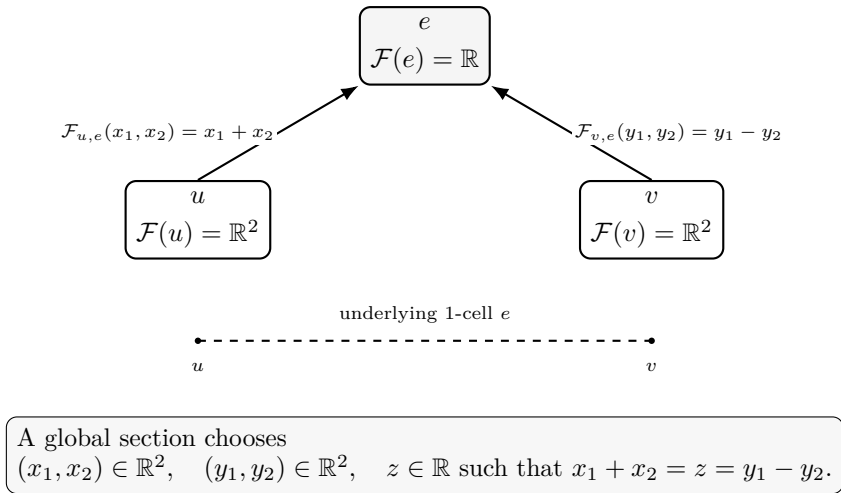 e
F(e) = ℝ
F_{u,e}(x_1, x_2) = x_1 + x_2
F_{v,e}(y_1, y_2) = y_1 − y_2
u
F(u) = ℝ^2
v
F(v) = ℝ^2
underlying 1-cell e
u
v
A global section chooses
(x_1, x_2) ∈ ℝ^2, (y_1, y_2) ∈ ℝ^2, z ∈ ℝ such that x_1 + x_2 = z = y_1 − y_2.